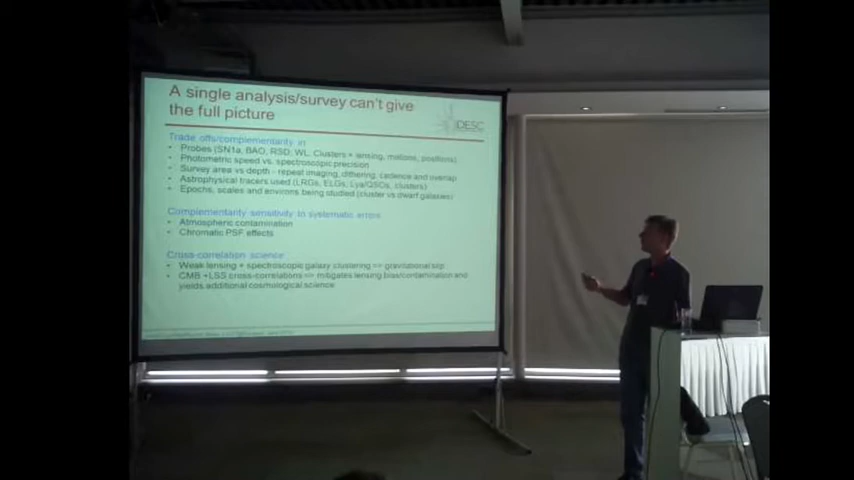 A single analysis/survey can't give
the full picture
DESC
Trade offs/complementarity in
• Probes (SN1a, BAO, RSD, WL, Clusters + lensing, motions, positions)
• Photometric speed vs. spectroscopic precision
• Survey area vs depth - repeat imaging, dithering, cadence and overlap
• Astrophysical tracers used (LRGs, ELGs, Lya/QSOs, clusters)
• Epochs, scales and environs being studied (cluster vs dwarf galaxies)
Complementarity sensitivity to systematic errors
• Atmospheric contamination
• Chromatic PSF effects
Cross-correlation science
• Weak lensing + spectroscopic galaxy clustering => gravitational slip
• CMB +LSS cross-correlations => mitigates lensing bias/contamination and
yields additional cosmological science